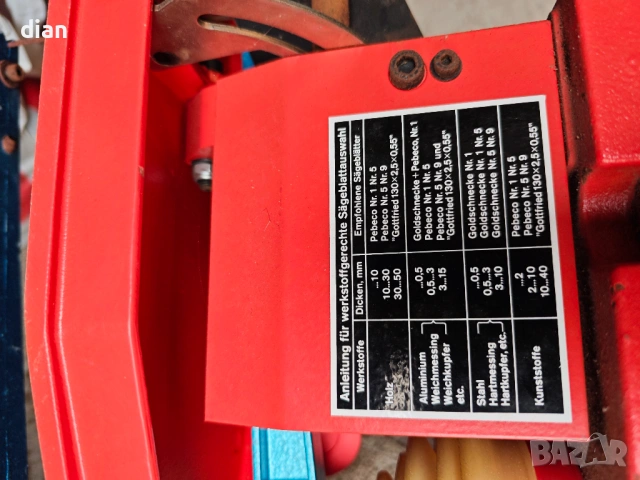 dian
Anleitung für werkstoffgerechte Sägeblattauswahl
Werkstoffe Dicken, mm Empfohlene Sägeblätter
Holz ...10 Pebeco Nr. 1 Nr. 5
10...30 Pebeco Nr. 5 Nr. 9
30...50 "Gottfried 130×2,5×0,55"
Aluminium ...0,5 Goldschnecke+Pebeco, Nr.1
Weichmessing 0,5...3 Pebeco Nr. 1 Nr. 5
Weichkupfer 3...15 Pebeco Nr. 5 Nr. 9 und
etc. "Gottfried 130×2,5×0,55"
Stahl ...0,5 Goldschnecke Nr. 1
Hartmessing 0,5...3 Goldschnecke Nr. 1 Nr. 5
Hartkupfer, etc. 3...10 Goldschnecke Nr. 5 Nr. 9
Kunststoffe ...2 Pebeco Nr. 1 Nr. 5
2...10 Pebeco Nr. 5 Nr. 9
10...40 "Gottfried 130×2,5×0,55"
BAZAR
bg